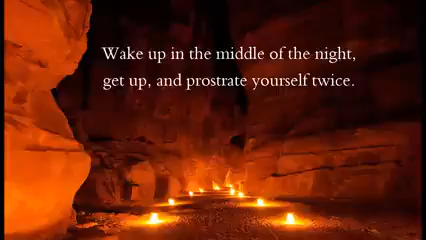 Wake up in the middle of the night,
get up, and prostrate yourself twice.